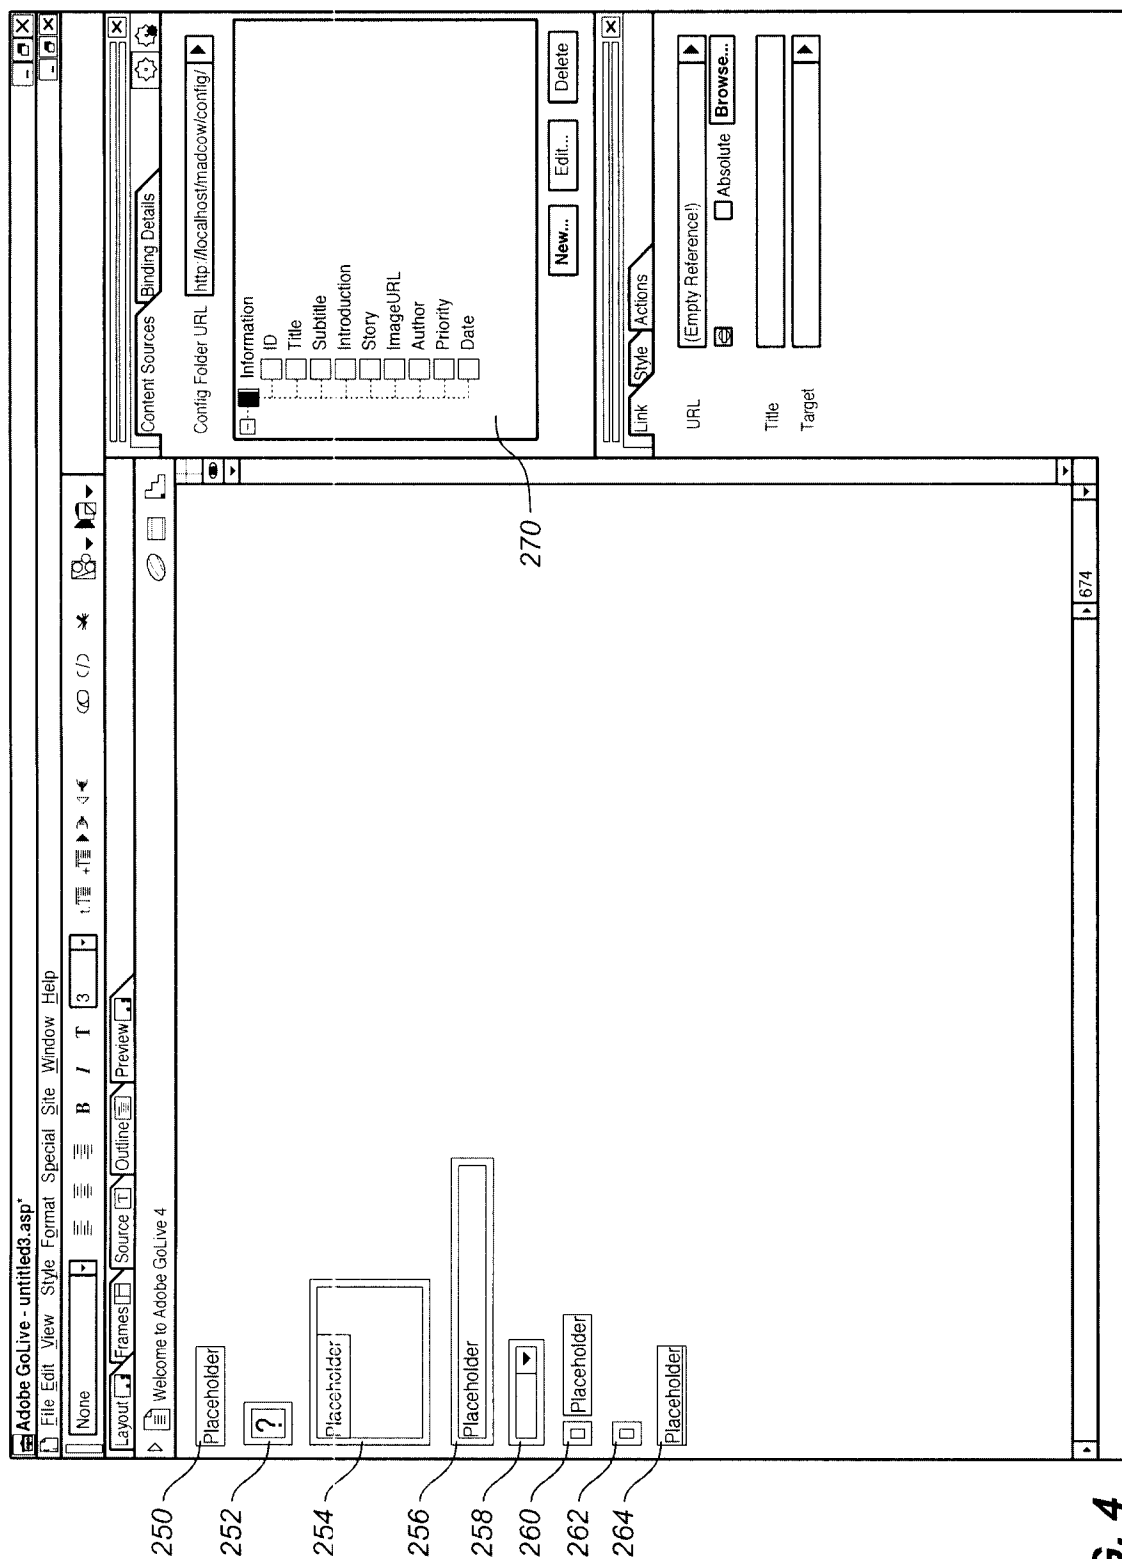 Adobe GoLive - untitled3.asp*
File Edit View Style Format Special Site Window Help
None
B I T 3
Layout Frames Source Outline Preview
Welcome to Adobe GoLive 4
Placeholder
?
Placeholder
Placeholder
Placeholder
Placeholder
674
Content Sources Binding Details
Config Folder URL http://localhost/madcow/config/
Information
ID
Title
Subtitle
Introduction
Story
ImageURL
Author
Priority
Date
New... Edit... Delete
Link Style Actions
URL (Empty Reference!)
Absolute Browse...
Title
Target
250
252
254
256
258
260
262
264
270
G. 4